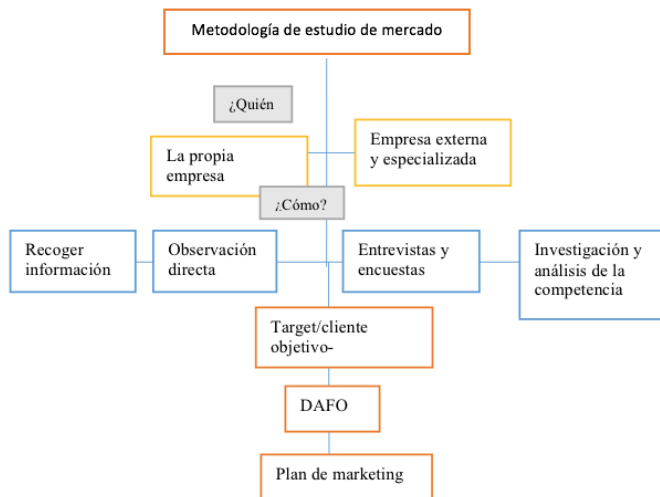 Metodología de estudio de mercado
¿Quién
La propia
empresa
Empresa externa
y especializada
¿Cómo?
Recoger
información
Observación
directa
Entrevistas y
encuestas
Investigación y
análisis de la
competencia
Target/cliente
objetivo-
DAFO
Plan de marketing